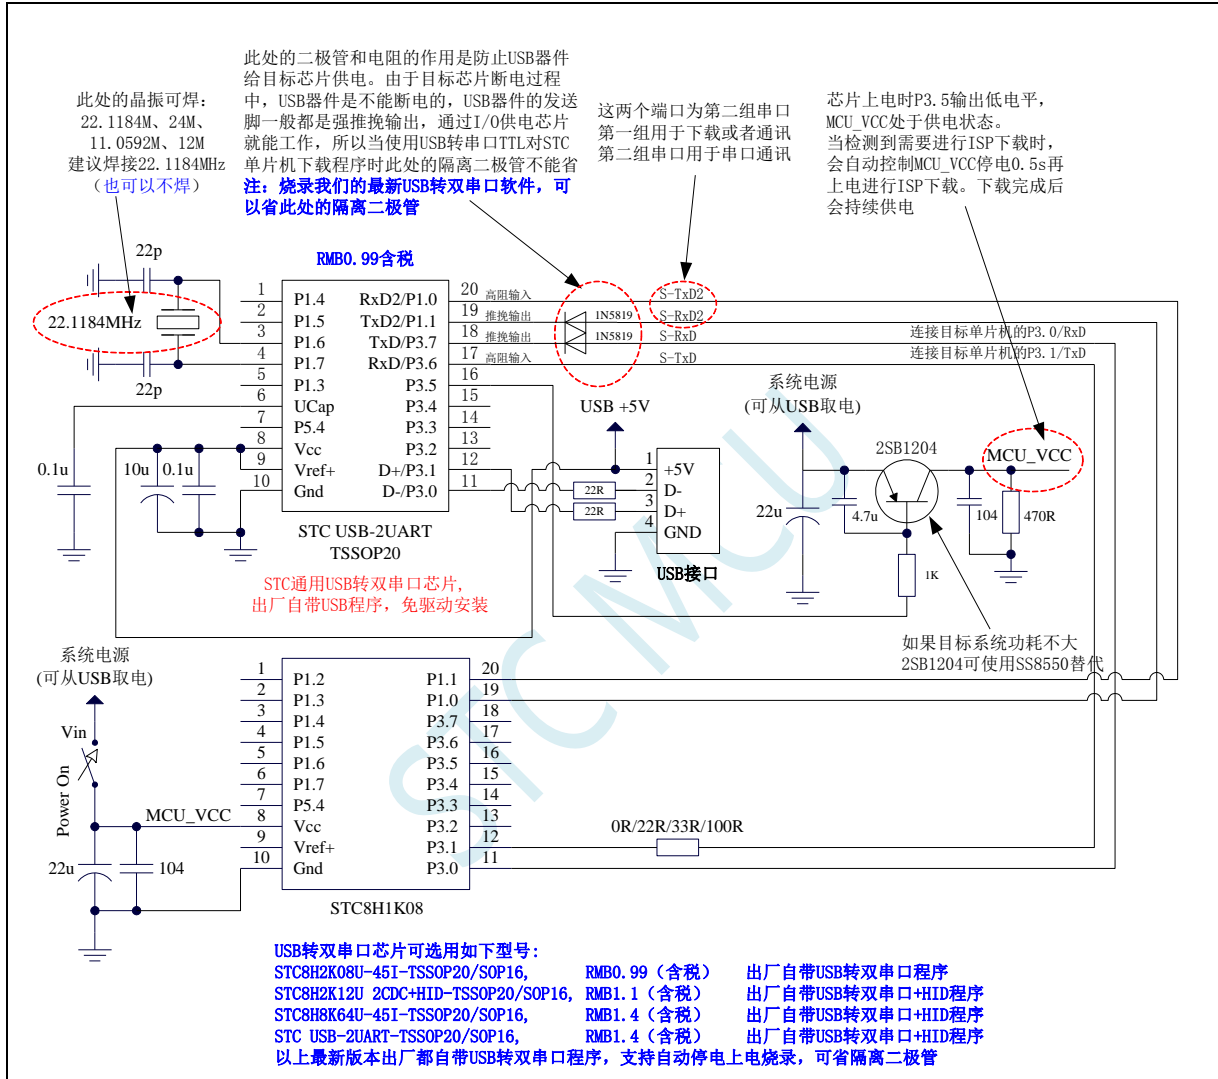 此处的二极管和电阻的作用是防止USB器件
给目标芯片供电。由于目标芯片断电过程
中，USB器件是不能断电的，USB器件的发送
脚一般都是强推挽输出，通过I/O供电芯片
就能工作，所以当使用USB转串口TTL对STC
单片机下载程序时此处的隔离二极管不能省
注：烧录我们的最新USB转双串口软件，可
以省此处的隔离二极管
此处的晶振可焊：
22.1184M、24M、
11.0592M、12M
建议焊接22.1184MHz
（也可以不焊）
这两个端口为第二组串口
第一组用于下载或者通讯
第二组串口用于串口通讯
芯片上电时P3.5输出低电平，
MCU_VCC处于供电状态。
当检测到需要进行ISP下载时，
会自动控制MCU_VCC停电0.5s再
上电进行ISP下载。下载完成后
会持续供电
22p
22.1184MHz
22p
RMB0.99含税
1 P1.4 RxD2/P1.0 20 高阻输入 S-TxD2
2 P1.5 TxD2/P1.1 19 推挽输出 1N5819 S-RxD2
3 P1.6 TxD/P3.7 18 推挽输出 1N5819 S-RxD 连接目标单片机的P3.0/RxD
4 P1.7 RxD/P3.6 17 高阻输入 S-TxD 连接目标单片机的P3.1/TxD
5 P1.3 P3.5 16
6 UCap P3.4 15
7 P5.4 P3.3 14
8 Vcc P3.2 13
9 Vref+ D+/P3.1 12
10 Gnd D-/P3.0 11
STC USB-2UART
TSSOP20
STC通用USB转双串口芯片,
出厂自带USB程序，免驱动安装
0.1u
10u
0.1u
22R
22R
USB +5V
1 +5V
2 D-
3 D+
4 GND
USB接口
系统电源
(可从USB取电)
2SB1204
MCU_VCC
22u
4.7u
104
470R
1K
如果目标系统功耗不大
2SB1204可使用SS8550替代
STC MCU
系统电源
(可从USB取电)
Vin
Power On
MCU_VCC
22u
104
1 P1.2 P1.1 20
2 P1.3 P1.0 19
3 P1.4 P3.7 18
4 P1.5 P3.6 17
5 P1.6 P3.5 16
6 P1.7 P3.4 15
7 P5.4 P3.3 14
8 Vcc P3.2 13
9 Vref+ P3.1 12
10 Gnd P3.0 11
STC8H1K08
0R/22R/33R/100R
USB转双串口芯片可选用如下型号:
STC8H2K08U-45I-TSSOP20/SOP16, RMB0.99（含税） 出厂自带USB转双串口程序
STC8H2K12U 2CDC+HID-TSSOP20/SOP16, RMB1.1（含税） 出厂自带USB转双串口+HID程序
STC8H8K64U-45I-TSSOP20/SOP16, RMB1.4（含税） 出厂自带USB转双串口+HID程序
STC USB-2UART-TSSOP20/SOP16, RMB1.4（含税） 出厂自带USB转双串口+HID程序
以上最新版本出厂都自带USB转双串口程序，支持自动停电上电烧录，可省隔离二极管